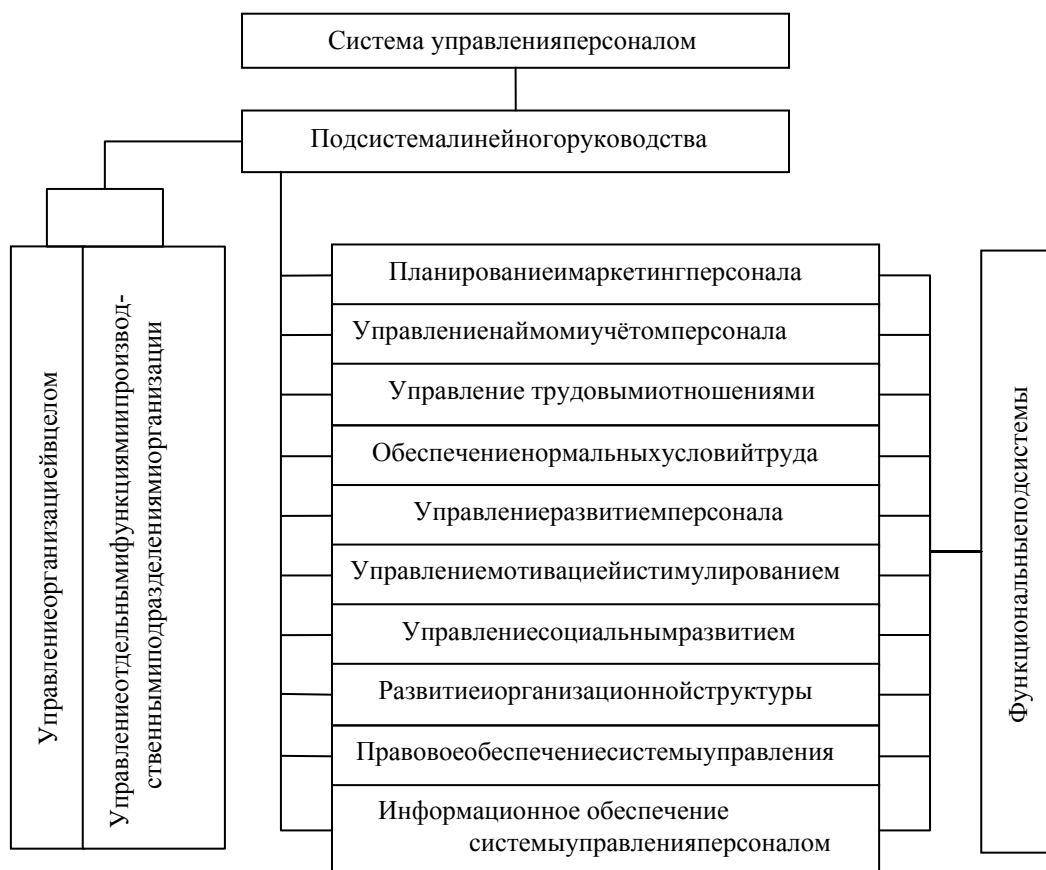 Система управленияперсоналом
Подсистемалинейногоруководства
Управлениеорганизациейвцелом
Управлениеотдельнымифункциямиипроизвод-
ственнымиподразделениямиорганизации
Планированиеимаркетингперсонала
Управлениенаймомиучётомперсонала
Управление трудовымиотношениями
Обеспечениенормальныхусловийтруда
Управлениеразвитиемперсонала
Управлениемотивациейистимулированием
Управлениесоциальнымразвитием
Развитиеиорганизационнойструктуры
Правовоеобеспечениесистемыуправления
Информационное обеспечение
системыуправленияперсоналом
Функциональныеподсистемы